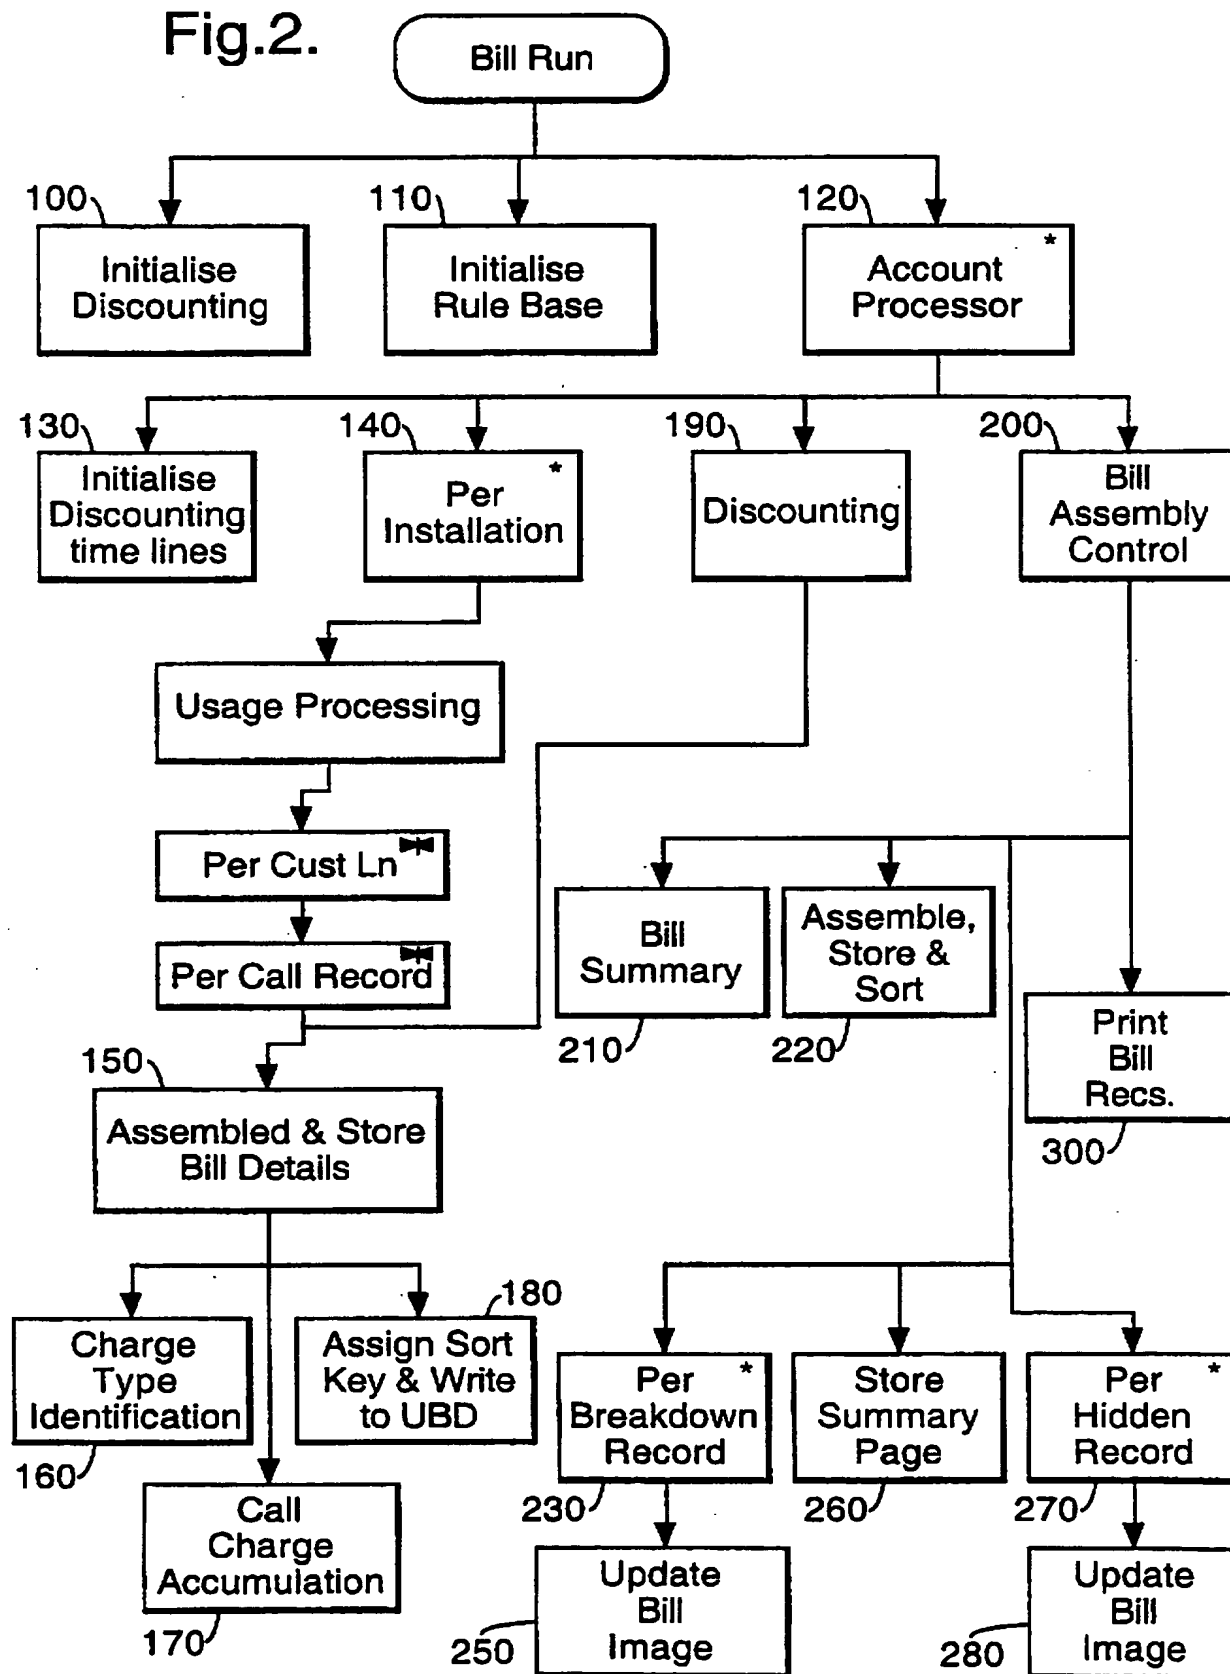 Fig.2.
Bill Run
100
110
120
Initialise
Discounting
Initialise
Rule Base
*
Account
Processor
130
140
190
200
Initialise
Discounting
time lines
*
Per
Installation
Discounting
Bill
Assembly
Control
Usage Processing
Per Cust Ln
Per Call Record
Bill
Summary
210
Assemble,
Store &
Sort
220
Print
Bill
Recs.
300
150
Assembled & Store
Bill Details
180
Charge
Type
Identification
160
Assign Sort
Key & Write
to UBD
Call
Charge
Accumulation
170
*
Per
Breakdown
Record
230
Store
Summary
Page
260
*
Per
Hidden
Record
270
Update
Bill
Image
250
Update
Bill
Image
280